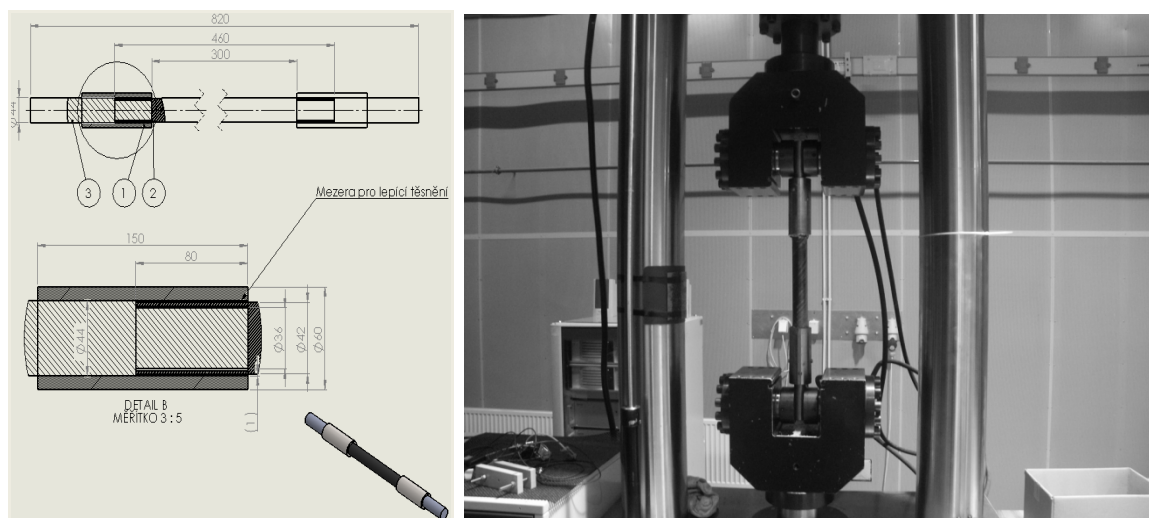 820
460
300
Ø44
3
1
2
Mezera pro lepící těsnění
150
80
Ø44
Ø36
Ø42
Ø60
(1)
DETAIL B
MĚŘÍTKO 3 : 5